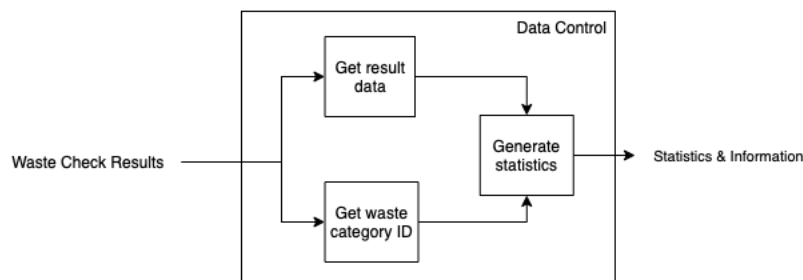 Data Control
Get result
data
Waste Check Results
Generate
statistics
Statistics & Information
Get waste
category ID